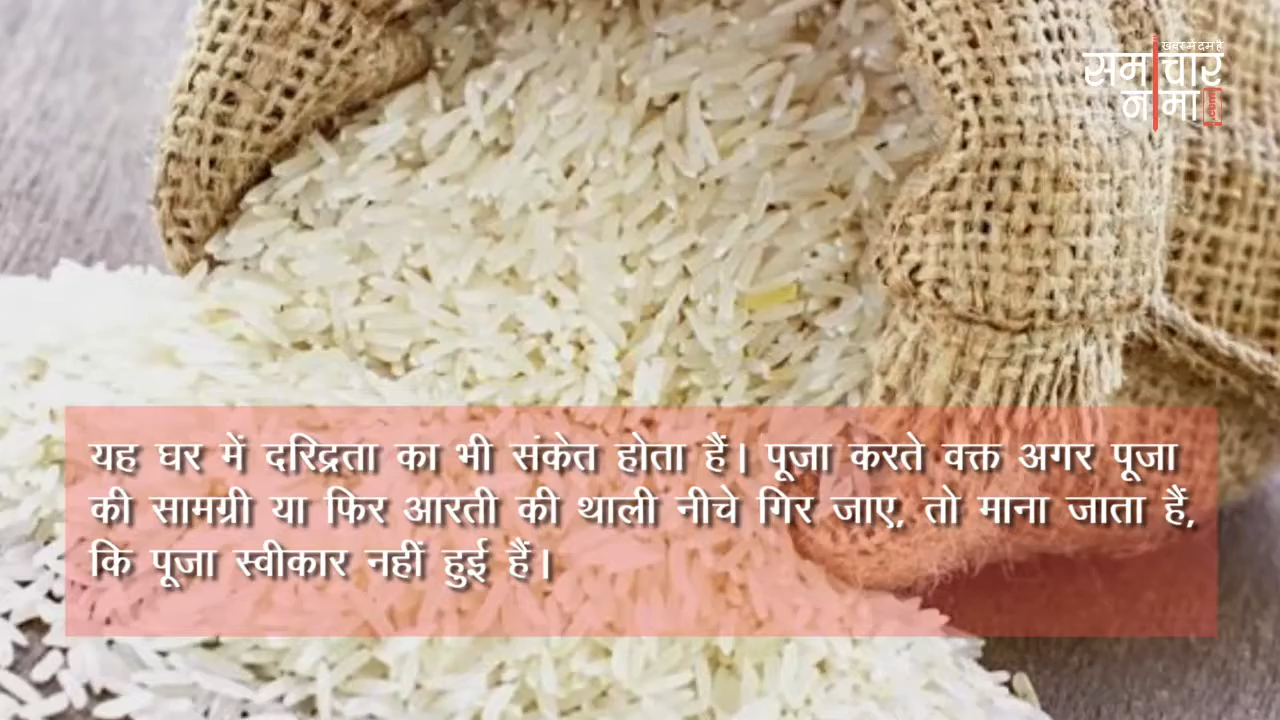 खबर में दम है
समाचार
नामा
यह घर में दरिद्रता का भी संकेत होता हैं। पूजा करते वक्त अगर पूजा
की सामग्री या फिर आरती की थाली नीचे गिर जाए, तो माना जाता हैं,
कि पूजा स्वीकार नहीं हुई हैं।